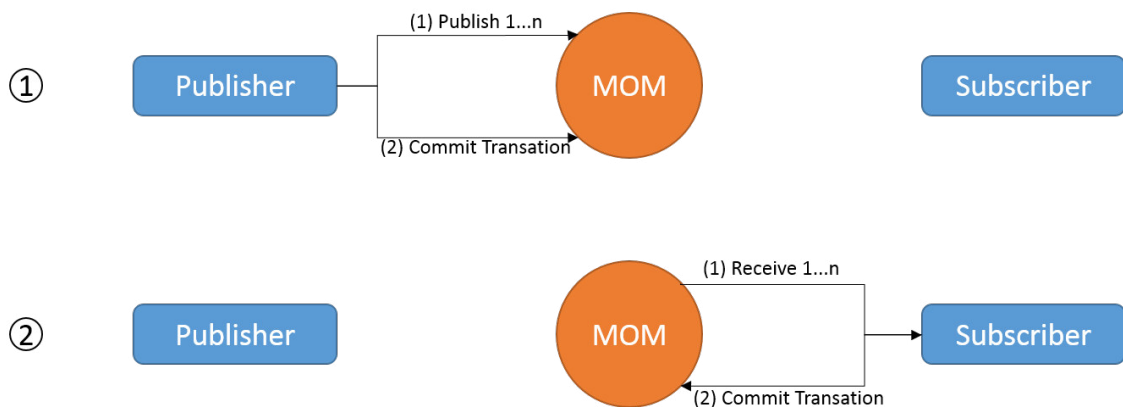 (1) Publish 1...n
① Publisher MOM Subscriber
(2) Commit Transation
(1) Receive 1...n
② Publisher MOM Subscriber
(2) Commit Transation